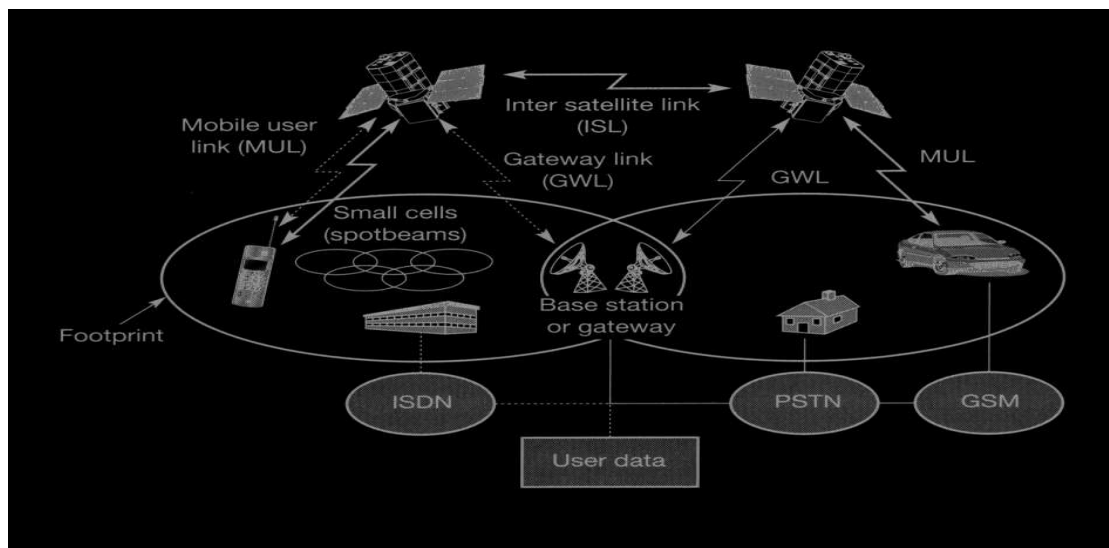 Inter satellite link
(ISL)
Mobile user
link (MUL)
Gateway link
(GWL)
MUL
GWL
Small cells
(spotbeams)
Base station
or gateway
Footprint
ISDN
PSTN
GSM
User data